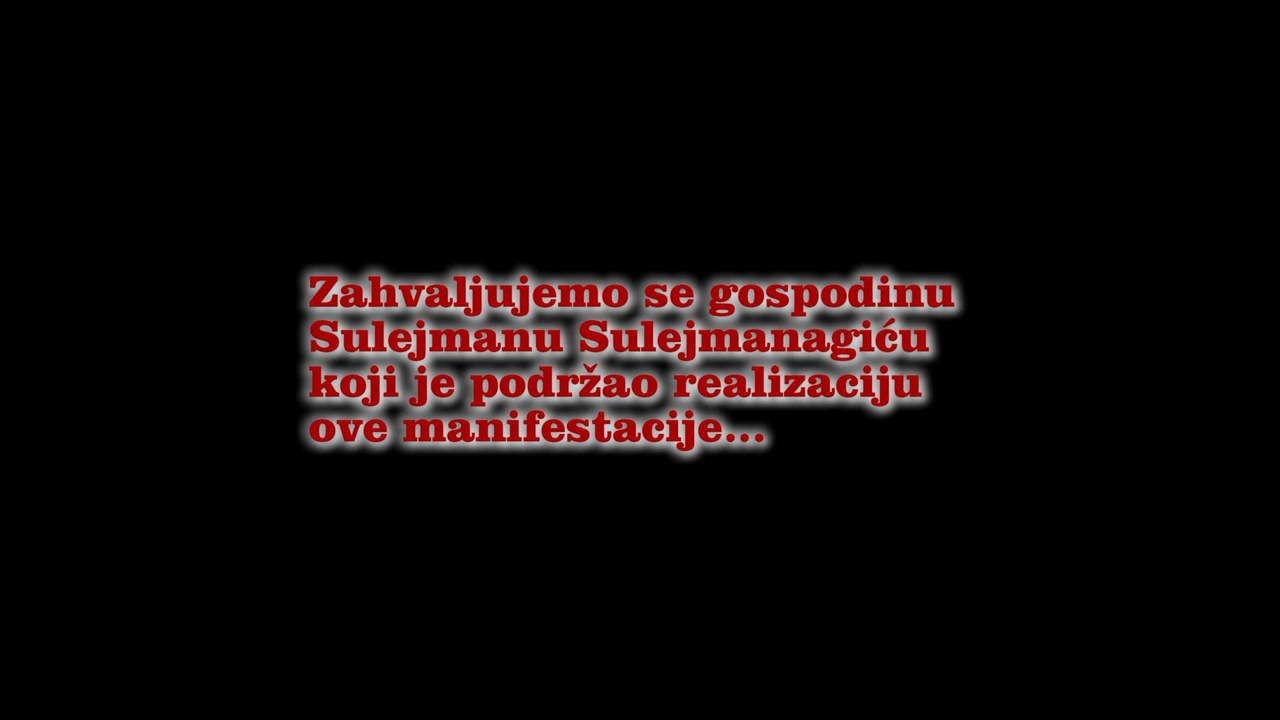 Zahvaljujemo se gospodinu
Sulejmanu Sulejmanagiću
koji je podržao realizaciju
ove manifestacije...